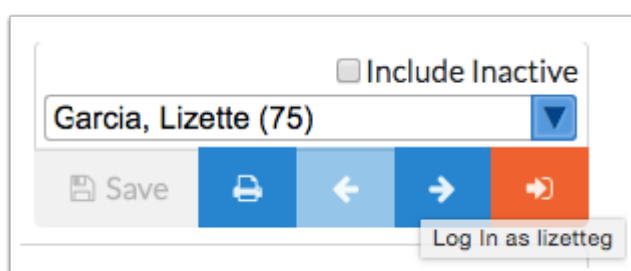 Include Inactive
Garcia, Lizette (75)
Save
Log In as lizetteg